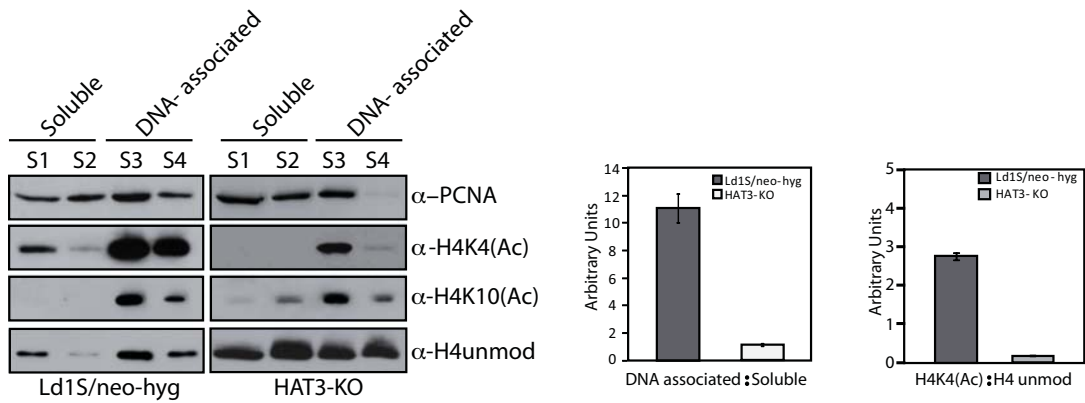 Soluble
DNA- associated
Soluble
DNA- associated
S1 S2 S3 S4 S1 S2 S3 S4
α–PCNA
α-H4K4(Ac)
α-H4K10(Ac)
α-H4unmod
Ld1S/neo-hyg HAT3-KO
Arbitrary Units
14
12
10
8
6
4
2
0
Ld1S/neo-hyg
HAT3-KO
DNA associated : Soluble
Arbitrary Units
5
4
3
2
1
0
Ld1S/neo-hyg
HAT3-KO
H4K4(Ac) : H4 unmod